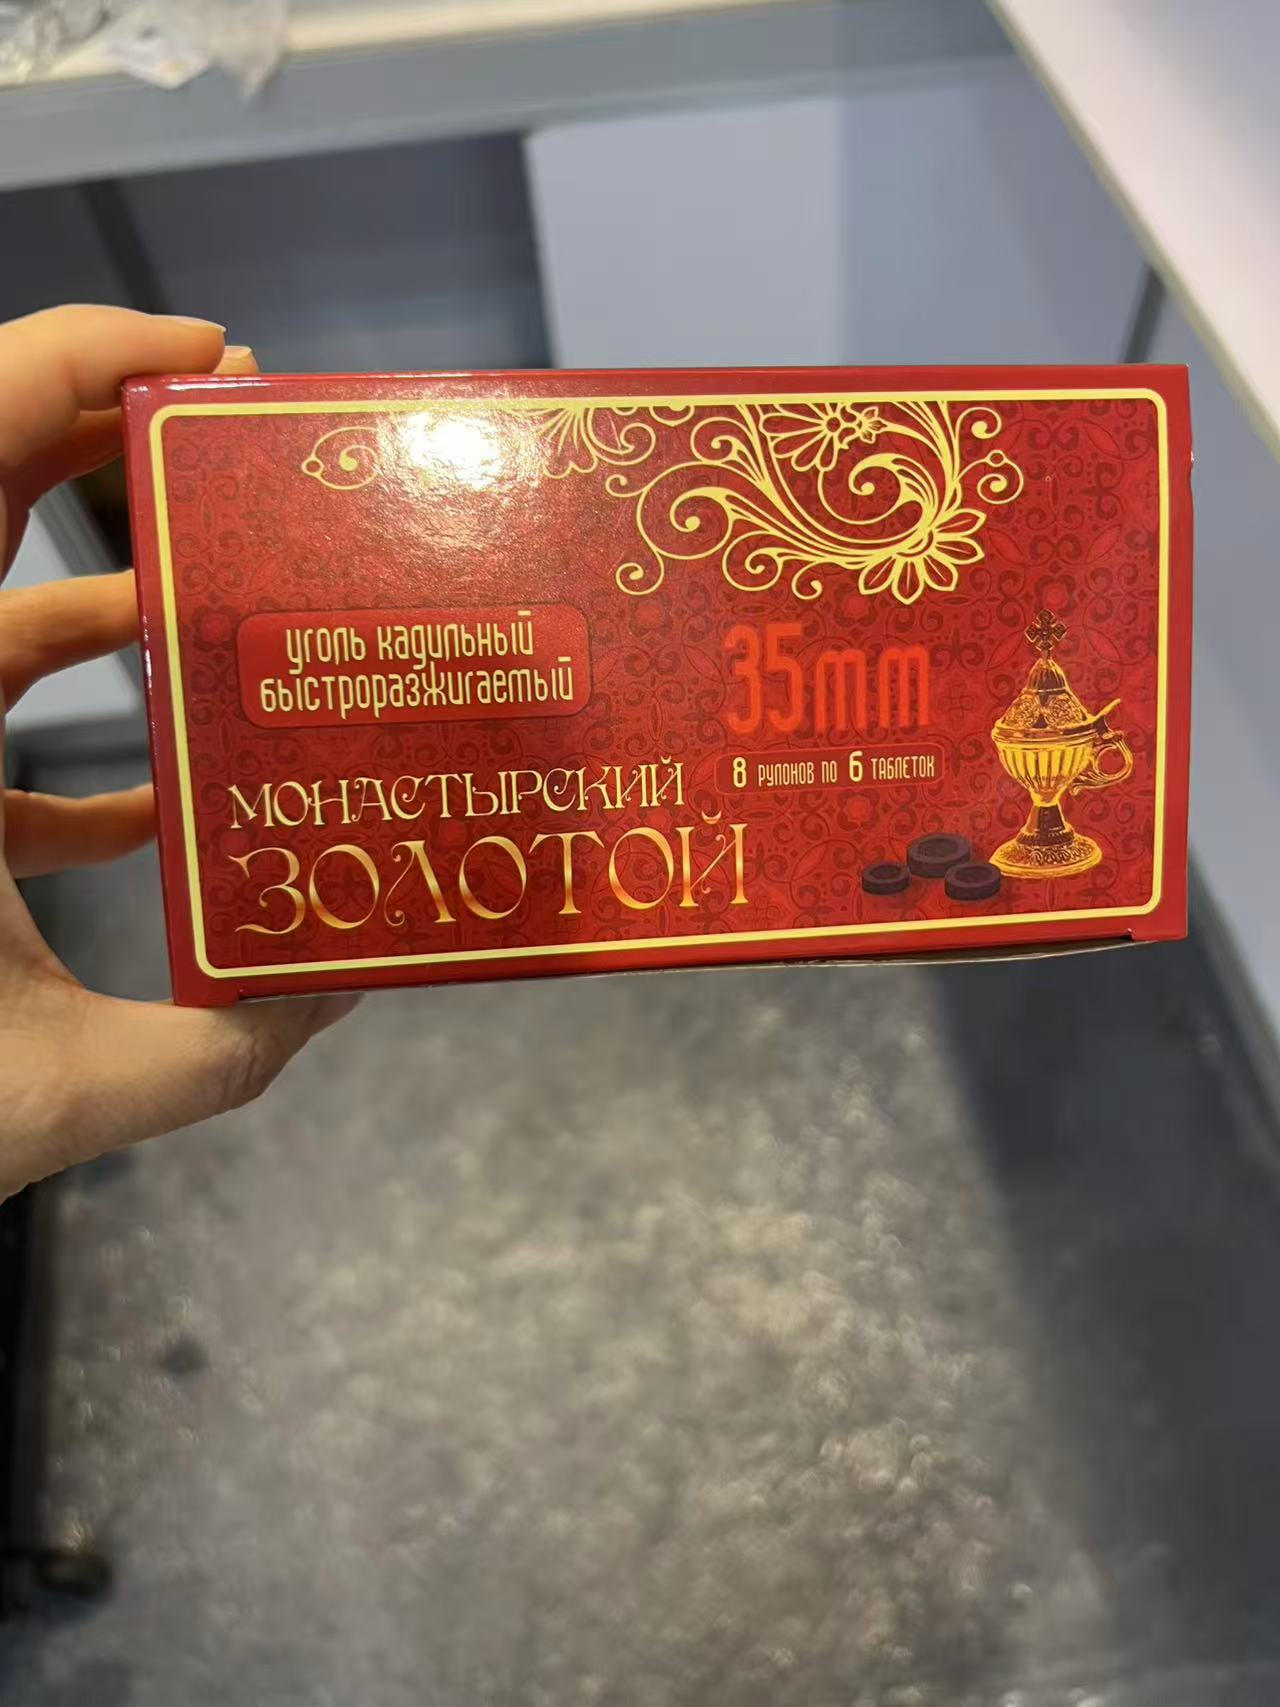 уголь кадильный
быстроразжигаемый
35mm
8 рулонов по 6 таблеток
МОНАСТЫРСКИЙ
ЗОЛОТОЙ